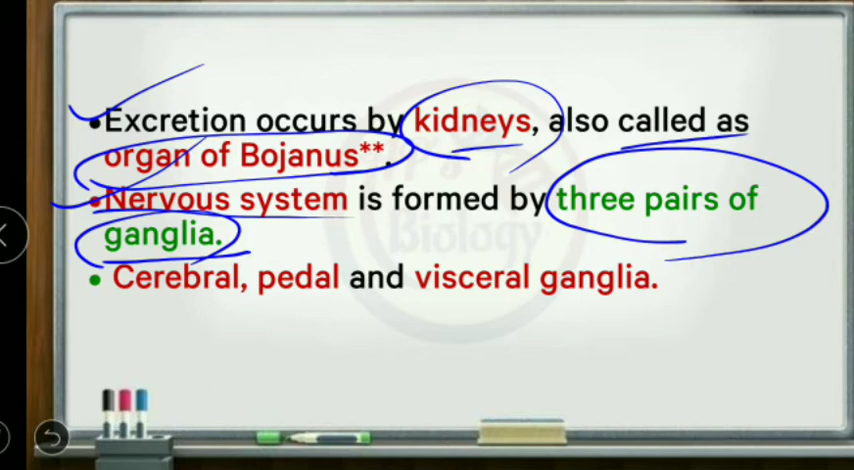 •Excretion occurs by kidneys, also called as
organ of Bojanus**.
•Nervous system is formed by three pairs of
ganglia.
• Cerebral, pedal and visceral ganglia.
Biology